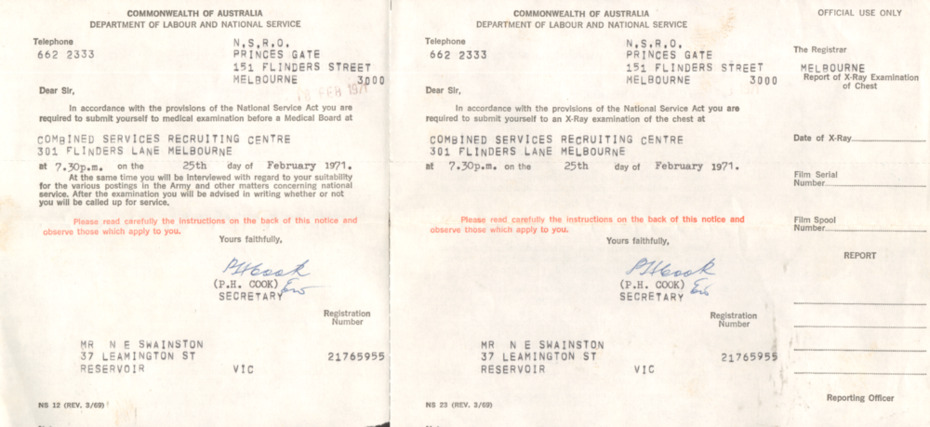 COMMONWEALTH OF AUSTRALIA
DEPARTMENT OF LABOUR AND NATIONAL SERVICE
Telephone
662 2333
N.S.R.O.
PRINCES GATE
151 FLINDERS STREET
MELBOURNE 3000
FEB 1971
Dear Sir,
In accordance with the provisions of the National Service Act you are
required to submit yourself to medical examination before a Medical Board at
COMBINED SERVICES RECRUITING CENTRE
301 FLINDERS LANE MELBOURNE
at 7.30p.m. on the 25th day of February 1971.
At the same time you will be interviewed with regard to your suitability
for the various postings in the Army and other matters concerning national
service. After the examination you will be advised in writing whether or not
you will be called up for service.
Please read carefully the instructions on the back of this notice and
observe those which apply to you.
Yours faithfully,
PHCook
(P.H. COOK)
SECRETARY
Registration
Number
MR N E SWAINSTON
37 LEAMINGTON ST 21765955
RESERVOIR VIC
NS 12 (REV. 3/69)
COMMONWEALTH OF AUSTRALIA
DEPARTMENT OF LABOUR AND NATIONAL SERVICE
Telephone
662 2333
N.S.R.O.
PRINCES GATE
151 FLINDERS STREET
MELBOURNE 3000
Dear Sir,
In accordance with the provisions of the National Service Act you are
required to submit yourself to an X-Ray examination of the chest at
COMBINED SERVICES RECRUITING CENTRE
301 FLINDERS LANE MELBOURNE
at 7.30p.m. on the 25th day of February 1971.
Please read carefully the instructions on the back of this notice and
observe those which apply to you.
Yours faithfully,
PHCook
(P.H. COOK)
SECRETARY
Registration
Number
MR N E SWAINSTON
37 LEAMINGTON ST 21765955
RESERVOIR VIC
NS 23 (REV. 3/69)
OFFICIAL USE ONLY
The Registrar
MELBOURNE
Report of X-Ray Examination
of Chest
Date of X-Ray
Film Serial
Number
Film Spool
Number
REPORT
Reporting Officer